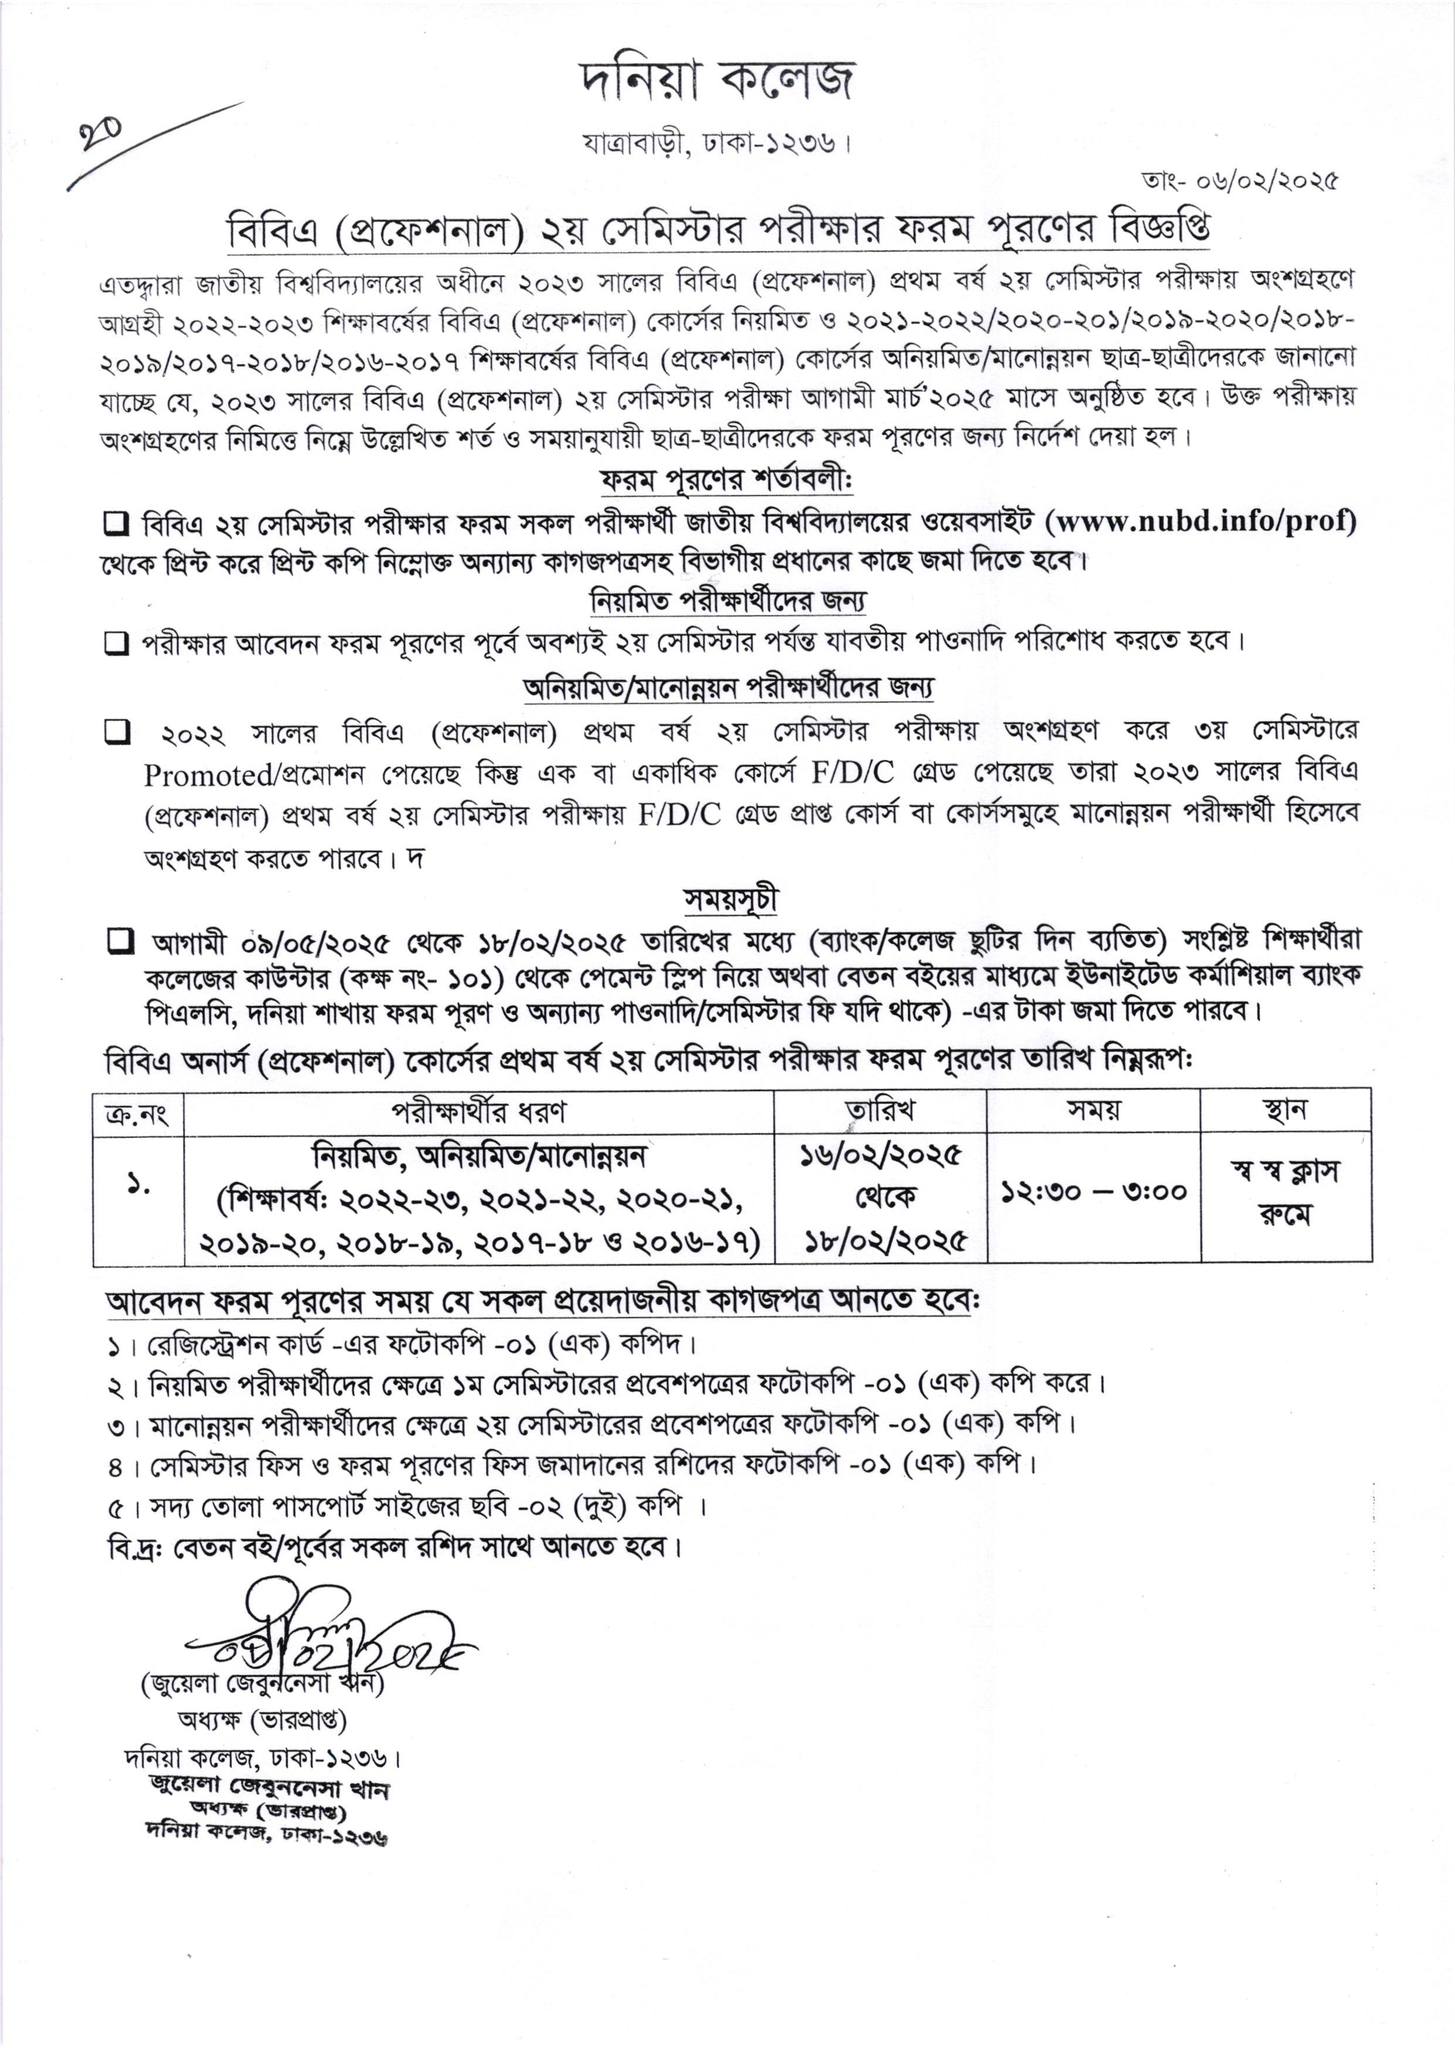 ২০
দনিয়া কলেজ
যাত্রাবাড়ী, ঢাকা-১২৩৬।
তাং- ০৬/০২/২০২৫
বিবিএ (প্রফেশনাল) ২য় সেমিস্টার পরীক্ষার ফরম পূরণের বিজ্ঞপ্তি
এতদ্দ্বারা জাতীয় বিশ্ববিদ্যালয়ের অধীনে ২০২৩ সালের বিবিএ (প্রফেশনাল) প্রথম বর্ষ ২য় সেমিস্টার পরীক্ষায় অংশগ্রহণে
আগ্রহী ২০২২-২০২৩ শিক্ষাবর্ষের বিবিএ (প্রফেশনাল) কোর্সের নিয়মিত ও ২০২১-২০২২/২০২০-২০১/২০১৯-২০২০/২০১৮-
২০১৯/২০১৭-২০১৮/২০১৬-২০১৭ শিক্ষাবর্ষের বিবিএ (প্রফেশনাল) কোর্সের অনিয়মিত/মানোন্নয়ন ছাত্র-ছাত্রীদেরকে জানানো
যাচ্ছে যে, ২০২৩ সালের বিবিএ (প্রফেশনাল) ২য় সেমিস্টার পরীক্ষা আগামী মার্চ'২০২৫ মাসে অনুষ্ঠিত হবে। উক্ত পরীক্ষায়
অংশগ্রহণের নিমিত্তে নিম্নে উল্লেখিত শর্ত ও সময়ানুযায়ী ছাত্র-ছাত্রীদেরকে ফরম পূরণের জন্য নির্দেশ দেয়া হল।
ফরম পূরণের শর্তাবলী:
❑ বিবিএ ২য় সেমিস্টার পরীক্ষার ফরম সকল পরীক্ষার্থী জাতীয় বিশ্ববিদ্যালয়ের ওয়েবসাইট (www.nubd.info/prof)
থেকে প্রিন্ট করে প্রিন্ট কপি নিম্নোক্ত অন্যান্য কাগজপত্রসহ বিভাগীয় প্রধানের কাছে জমা দিতে হবে।
নিয়মিত পরীক্ষার্থীদের জন্য
❑ পরীক্ষার আবেদন ফরম পূরণের পূর্বে অবশ্যই ২য় সেমিস্টার পর্যন্ত যাবতীয় পাওনাদি পরিশোধ করতে হবে।
অনিয়মিত/মানোন্নয়ন পরীক্ষার্থীদের জন্য
❑ ২০২২ সালের বিবিএ (প্রফেশনাল) প্রথম বর্ষ ২য় সেমিস্টার পরীক্ষায় অংশগ্রহণ করে ৩য় সেমিস্টারে
Promoted/প্রমোশন পেয়েছে কিন্তু এক বা একাধিক কোর্সে F/D/C গ্রেড পেয়েছে তারা ২০২৩ সালের বিবিএ
(প্রফেশনাল) প্রথম বর্ষ ২য় সেমিস্টার পরীক্ষায় F/D/C গ্রেড প্রাপ্ত কোর্স বা কোর্সসমুহে মানোন্নয়ন পরীক্ষার্থী হিসেবে
অংশগ্রহণ করতে পারবে। দ
সময়সূচী
❑ আগামী ০৯/০৫/২০২৫ থেকে ১৮/০২/২০২৫ তারিখের মধ্যে (ব্যাংক/কলেজ ছুটির দিন ব্যতিত) সংশ্লিষ্ট শিক্ষার্থীরা
কলেজের কাউন্টার (কক্ষ নং- ১০১) থেকে পেমেন্ট স্লিপ নিয়ে অথবা বেতন বইয়ের মাধ্যমে ইউনাইটেড কর্মাশিয়াল ব্যাংক
পিএলসি, দনিয়া শাখায় ফরম পূরণ ও অন্যান্য পাওনাদি/সেমিস্টার ফি যদি থাকে) -এর টাকা জমা দিতে পারবে।
বিবিএ অনার্স (প্রফেশনাল) কোর্সের প্রথম বর্ষ ২য় সেমিস্টার পরীক্ষার ফরম পূরণের তারিখ নিম্নরূপ:
ক্র.নং পরীক্ষার্থীর ধরণ তারিখ সময় স্থান
১. নিয়মিত, অনিয়মিত/মানোন্নয়ন
(শিক্ষাবর্ষ: ২০২২-২৩, ২০২১-২২, ২০২০-২১,
২০১৯-২০, ২০১৮-১৯, ২০১৭-১৮ ও ২০১৬-১৭)
১৬/০২/২০২৫
থেকে
১৮/০২/২০২৫
১২:৩০ – ৩:০০
স্ব স্ব ক্লাস
রুমে
আবেদন ফরম পূরণের সময় যে সকল প্রয়েদাজনীয় কাগজপত্র আনতে হবে:
১। রেজিস্ট্রেশন কার্ড -এর ফটোকপি -০১ (এক) কপিদ।
২। নিয়মিত পরীক্ষার্থীদের ক্ষেত্রে ১ম সেমিস্টারের প্রবেশপত্রের ফটোকপি -০১ (এক) কপি করে।
৩। মানোন্নয়ন পরীক্ষার্থীদের ক্ষেত্রে ২য় সেমিস্টারের প্রবেশপত্রের ফটোকপি -০১ (এক) কপি।
৪। সেমিস্টার ফিস ও ফরম পূরণের ফিস জমাদানের রশিদের ফটোকপি -০১ (এক) কপি।
৫। সদ্য তোলা পাসপোর্ট সাইজের ছবি -০২ (দুই) কপি ।
বি.দ্র: বেতন বই/পূর্বের সকল রশিদ সাথে আনতে হবে।
(জুয়েলা জেবুননেসা খান)
অধ্যক্ষ (ভারপ্রাপ্ত)
দনিয়া কলেজ, ঢাকা-১২৩৬।
জুয়েলা জেবুননেসা খান
অধ্যক্ষ (ভারপ্রাপ্ত)
দনিয়া কলেজ, ঢাকা-১২৩৬